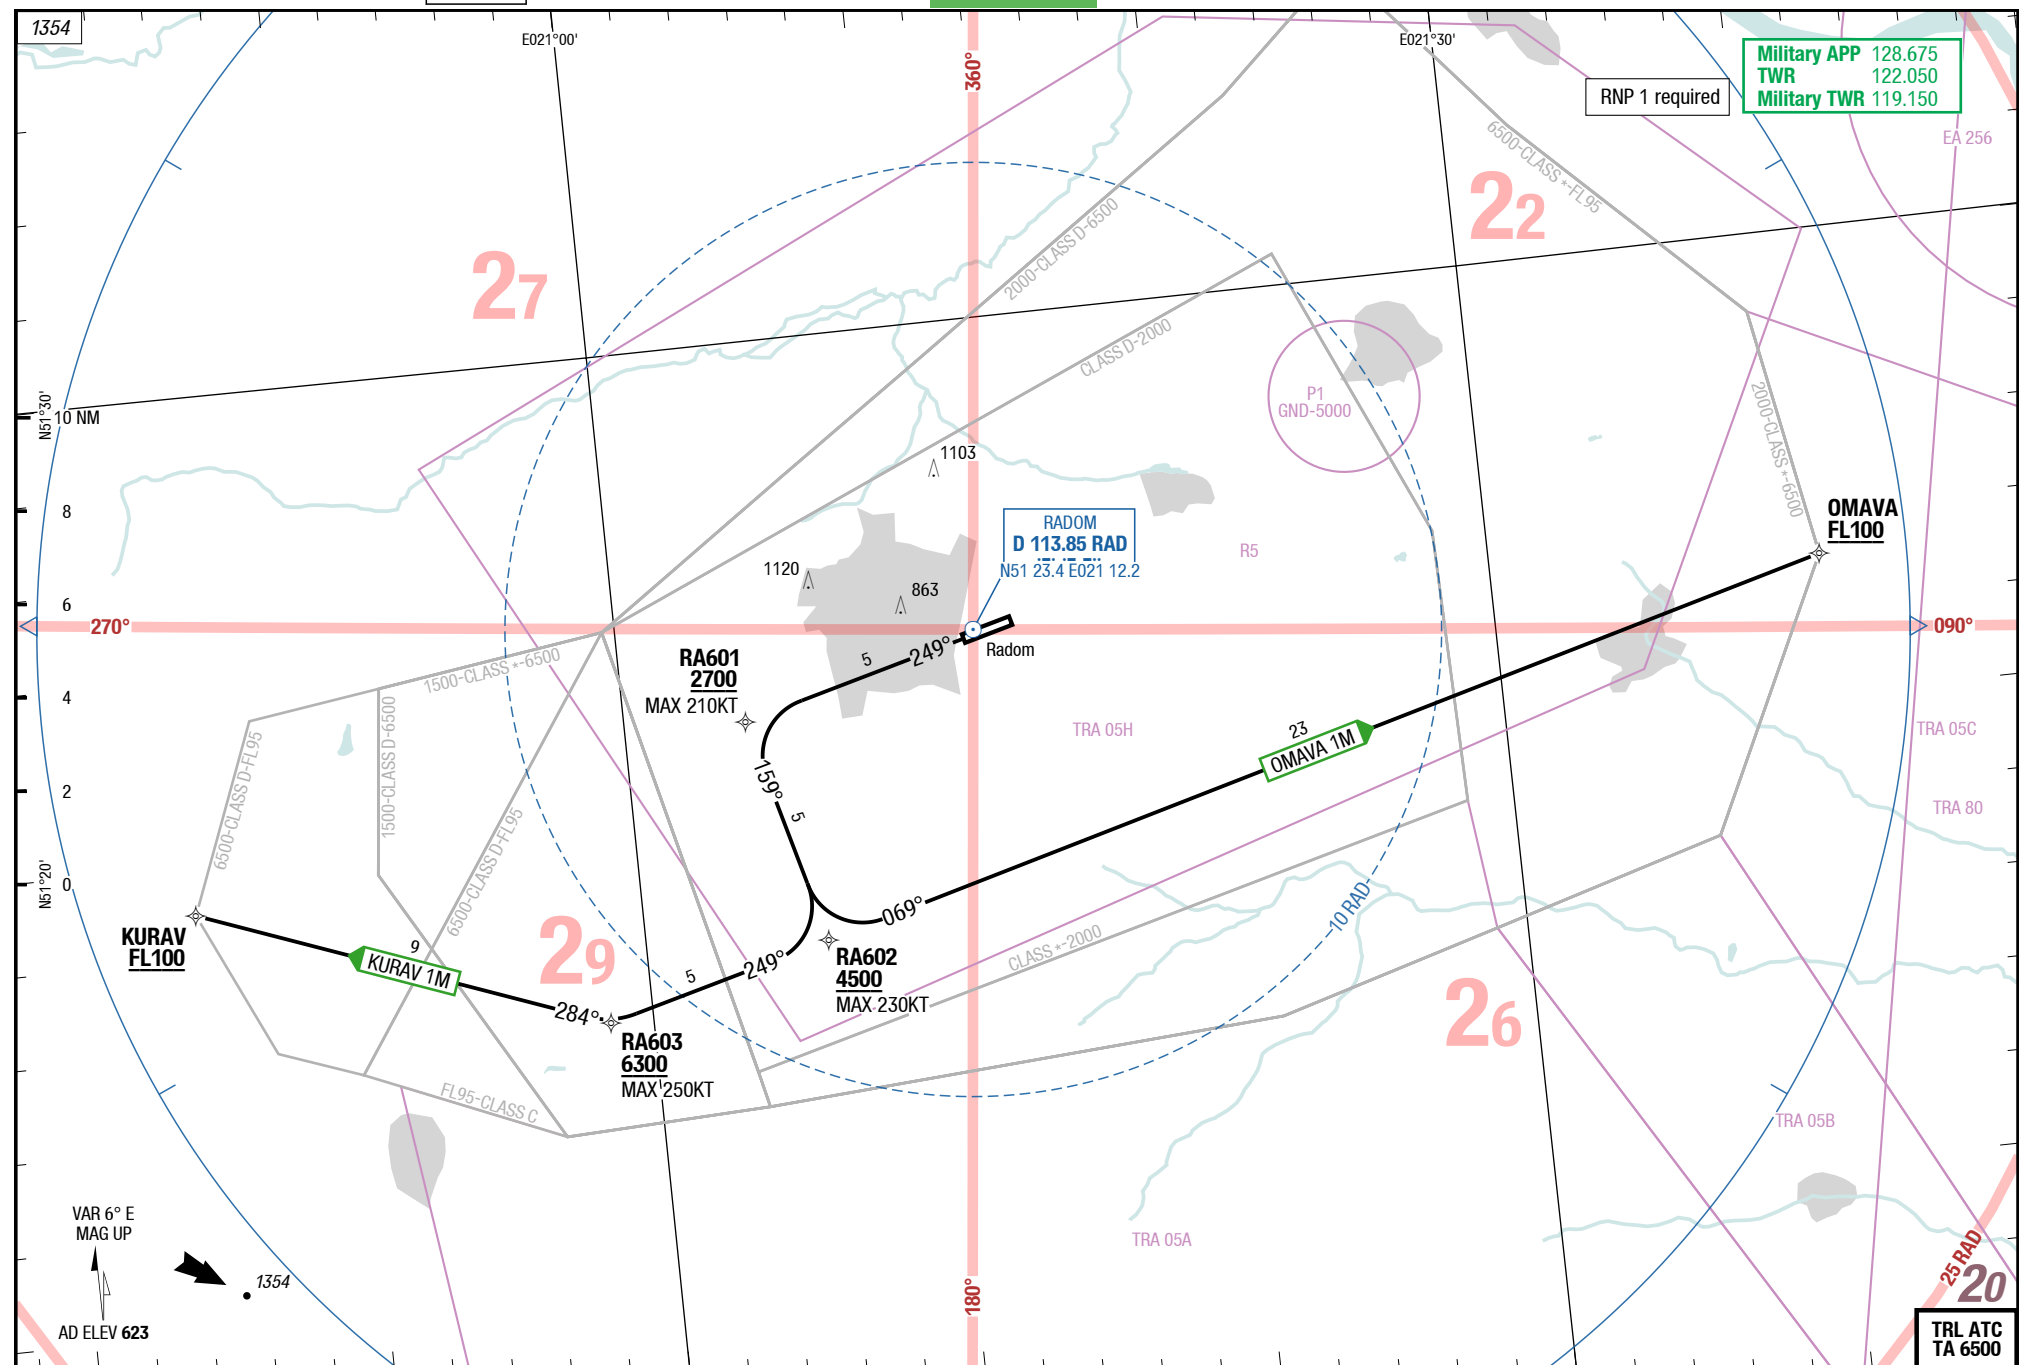 1354
E021°00'
360°
E021°30'
Military APP 128.675
TWR 122.050
Military TWR 119.150
RNP 1 required
EA 256
6500-CLASS *-FL95
22
2000-CLASS D-6500
27
CLASS D-2000
P1
GND-5000
2000-CLASS *-6500
N51°30'
10 NM
1103
8
OMAVA
FL100
RADOM
D 113.85 RAD
N51 23.4 E021 12.2
R5
1120
863
6
270°
090°
249°
5
Radom
1500-CLASS *-6500
RA601
2700
MAX 210KT
4
1500-CLASS D-6500
6500-CLASS D-FL95
TRA 05H
23
OMAVA 1M
TRA 05C
159°
5
2
TRA 80
6500-CLASS D-FL95
N51°20'
0
069°
10 RAD
KURAV
FL100
9
KURAV 1M
29
5
249°
RA602
4500
MAX 230KT
CLASS *-2000
284°
RA603
6300
MAX 250KT
26
FL95-CLASS C
TRA 05B
TRA 05A
VAR 6° E
MAG UP
1354
AD ELEV 623
180°
25 RAD
20
TRL ATC
TA 6500